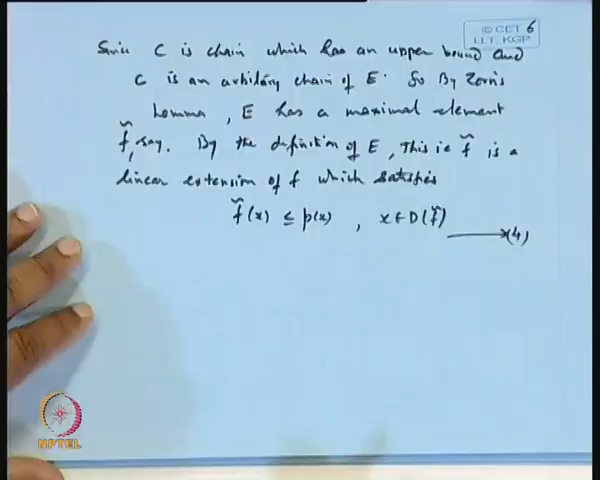 © CET 6
I.I.T. KGP
Since C is chain which has an upper bound and
C is an arbitrary chain of E. So By Zorn's
Lemma, E has a maximal element
f̃, say. By the definition of E, This ie f̃ is a
linear extension of f which satisfies
f̃(x) ≤ p(x) , x ∈ D(f̃) (4)
NPTEL